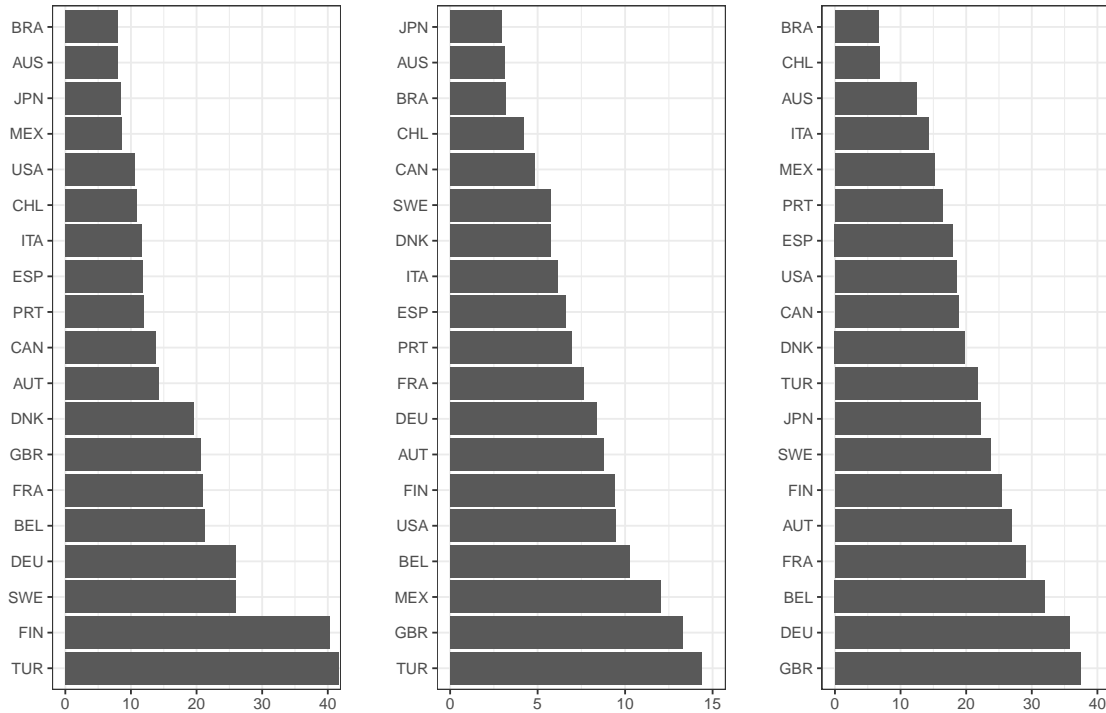 BRA
AUS
JPN
MEX
USA
CHL
ITA
ESP
PRT
CAN
AUT
DNK
GBR
FRA
BEL
DEU
SWE
FIN
TUR
0 10 20 30 40
JPN
AUS
BRA
CHL
CAN
SWE
DNK
ITA
ESP
PRT
FRA
DEU
AUT
FIN
USA
BEL
MEX
GBR
TUR
0 5 10 15
BRA
CHL
AUS
ITA
MEX
PRT
ESP
USA
CAN
DNK
TUR
JPN
SWE
FIN
AUT
FRA
BEL
DEU
GBR
0 10 20 30 40